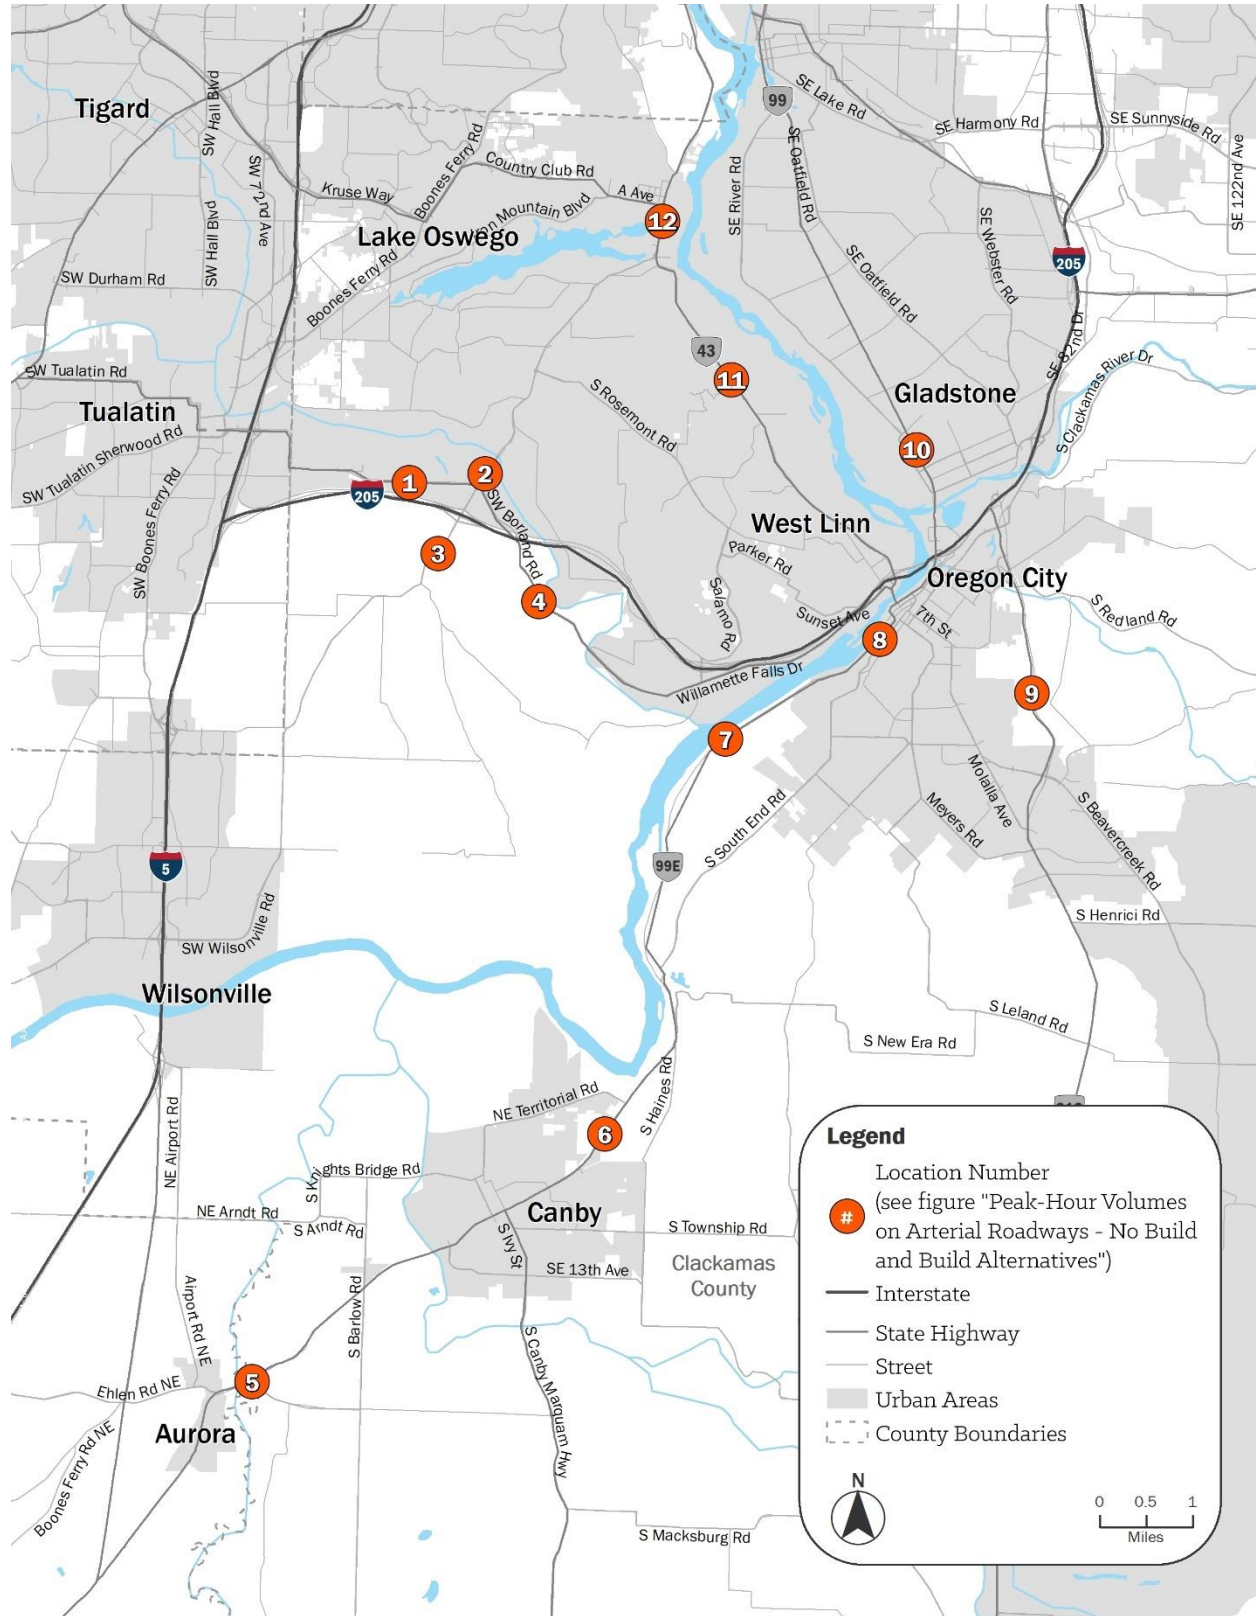 Tigard
SW Hall Blvd
SW 72nd Ave
SW Hall Blvd
Kruse Way
Boones Ferry Rd
Country Club Rd
A Ave
12
Mountain Blvd
Lake Oswego
Boones Ferry Rd
SW Durham Rd
99
SE Lake Rd
SE Harmony Rd
SE Sunnyside Rd
SE 122nd Ave
SE River Rd
SE Oatfield Rd
SE Oatfield Rd
SE Webster Rd
205
SE 82nd Dr
S Clackamas River Dr
SW Tualatin Rd
Tualatin
SW Tualatin Sherwood Rd
SW Boones Ferry Rd
43
11
S Rosemont Rd
Gladstone
10
1
2
205
SW Borland Rd
3
4
West Linn
Parker Rd
Salamo Rd
Sunset Ave
Oregon City
7th St
8
S Redland Rd
Willamette Falls Dr
9
7
Molalla Ave
Meyers Rd
S Beavercreek Rd
S South End Rd
99E
5
S Henrici Rd
SW Wilsonville Rd
Wilsonville
S Leland Rd
S New Era Rd
S Haines Rd
NE Territorial Rd
6
NE Airport Rd
S Knights Bridge Rd
NE Arndt Rd
S Arndt Rd
Canby
S Township Rd
S Ivy St
SE 13th Ave
Clackamas
County
Airport Rd NE
S Barlow Rd
S Canby Marquam Hwy
5
Ehlen Rd NE
Aurora
Boones Ferry Rd NE
S Macksburg Rd
Legend
#
Location Number
(see figure "Peak-Hour Volumes
on Arterial Roadways - No Build
and Build Alternatives")
Interstate
State Highway
Street
Urban Areas
County Boundaries
N
0 0.5 1
Miles